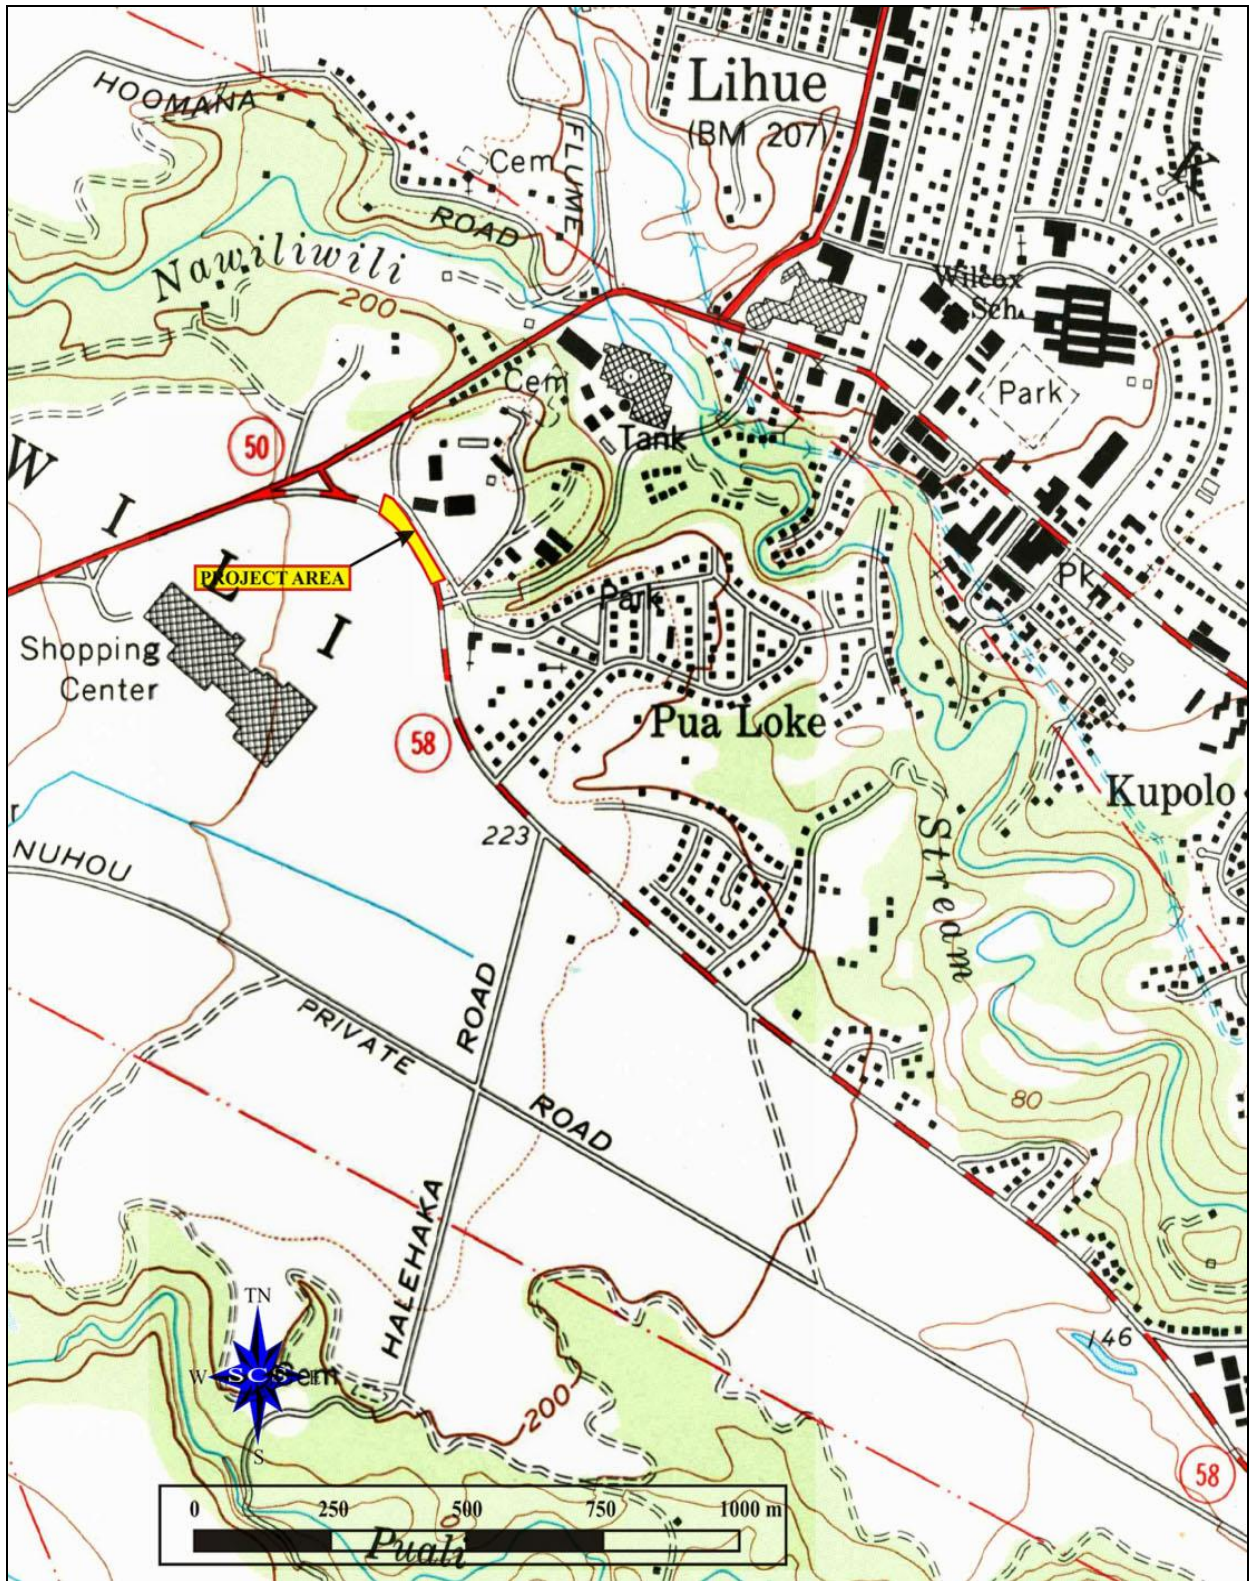 Lihue
(BM 207)
HOOMANA
ROAD
Cem
FLUME
K
Nawiliwili
200
Wilcox
Sch.
Cem
Park
50
Tank
W
I
L
I
PROJECT AREA
Park
Pk
Shopping
Center
58
Pua Loke
Kupolo
223
r
NUHOU
Stream
ROAD
PRIVATE
ROAD
80
HALEHAKA
TN
W
SCS
E
Cem
S
200
146
58
0 250 500 750 1000 m
Puali